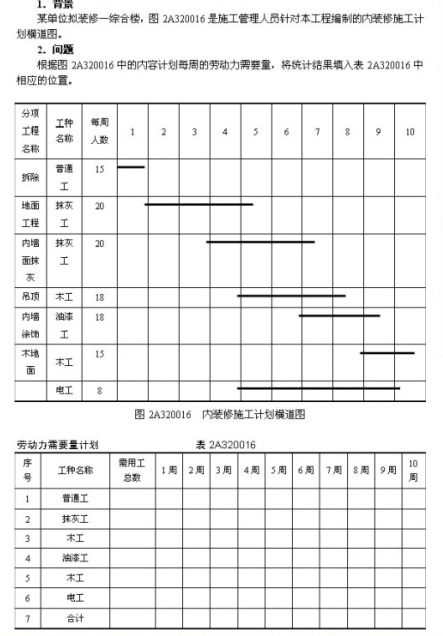 1. 背景
某单位拟装修一综合楼，图 2A320016 是施工管理人员针对本工程编制的内装修施工计
划横道图。
2. 问题
根据图 2A320016 中的内容计划每周的劳动力需要量，将统计结果填入表 2A320016 中
相应的位置。
分项工程名称 工种名称 每周人数 1 2 3 4 5 6 7 8 9 10
拆除 普通工 15
地面工程 抹灰工 20
内墙面抹灰 抹灰工 20
吊顶 木工 18
内墙涂饰 油漆工 18
木地面 木工 15
电工 8
图 2A320016 内装修施工计划横道图
劳动力需要量计划 表 2A320016
序号 工种名称 需用工总数 1周 2周 3周 4周 5周 6周 7周 8周 9周 10周
1 普通工
2 抹灰工
3 木工
4 油漆工
5 木工
6 电工
7 合计